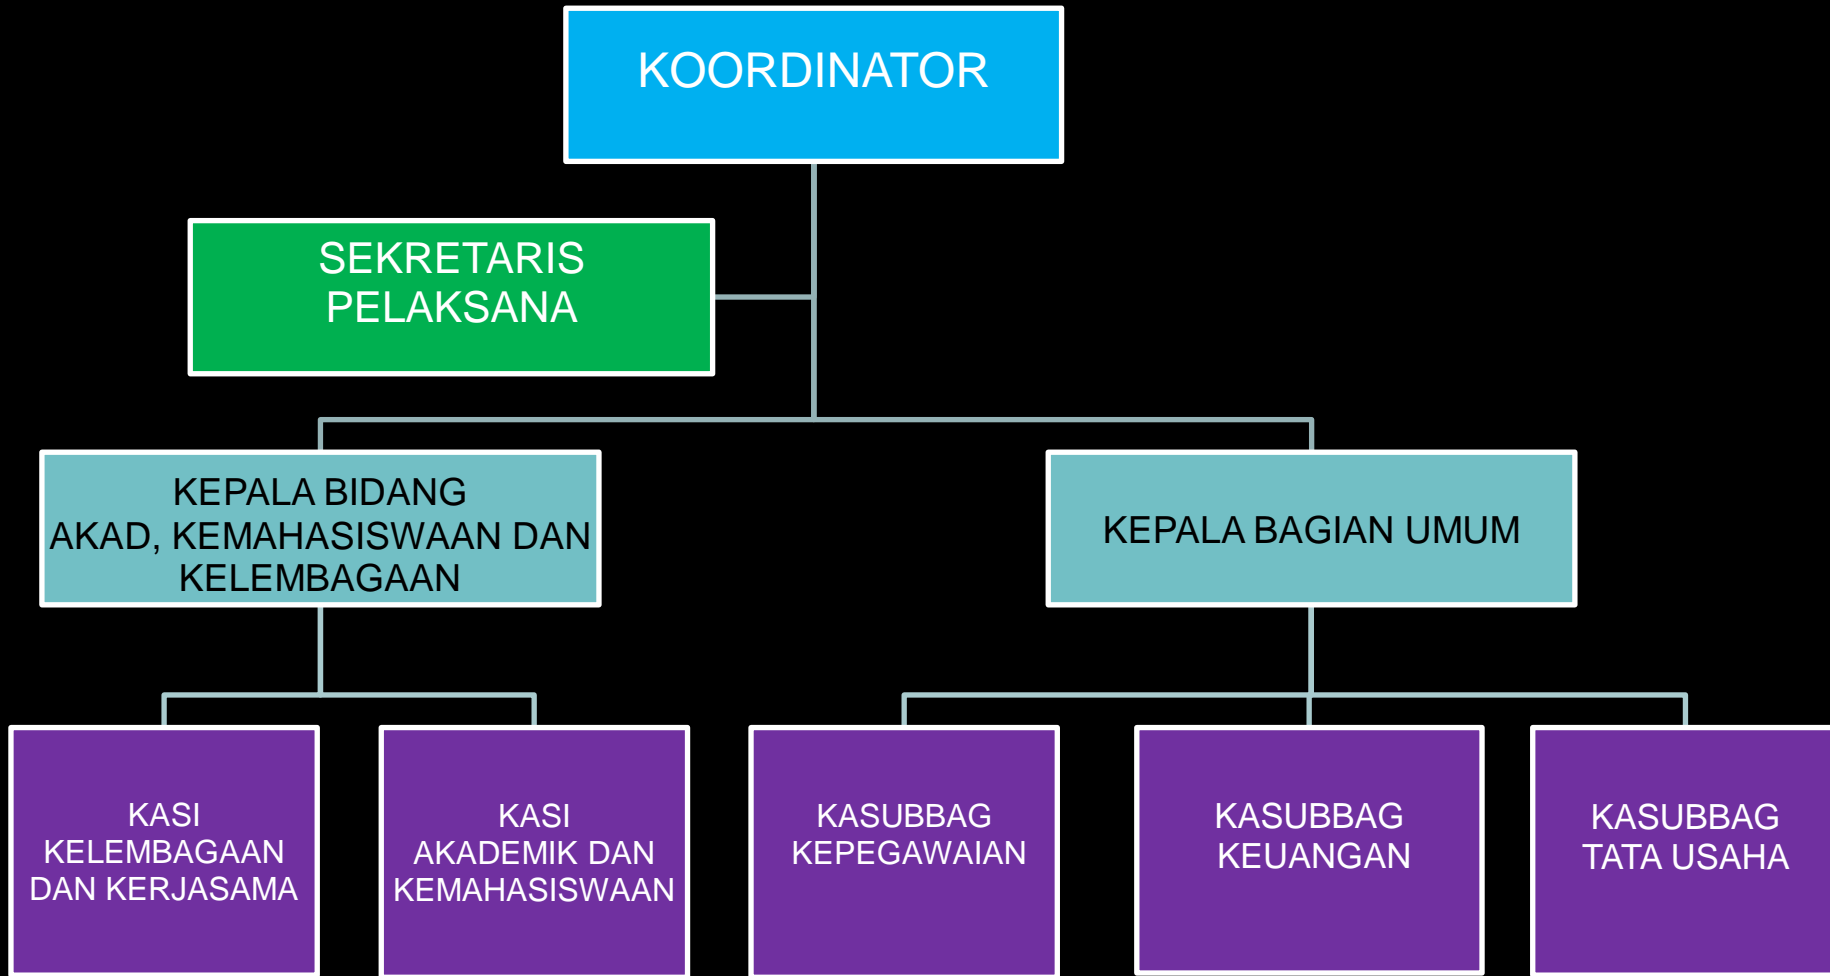 KOORDINATOR
SEKRETARIS
PELAKSANA
KEPALA BIDANG
AKAD, KEMAHASISWAAN DAN
KELEMBAGAAN
KEPALA BAGIAN UMUM
KASI
KELEMBAGAAN
DAN KERJASAMA
KASI
AKADEMIK DAN
KEMAHASISWAAN
KASUBBAG
KEPEGAWAIAN
KASUBBAG
KEUANGAN
KASUBBAG
TATA USAHA